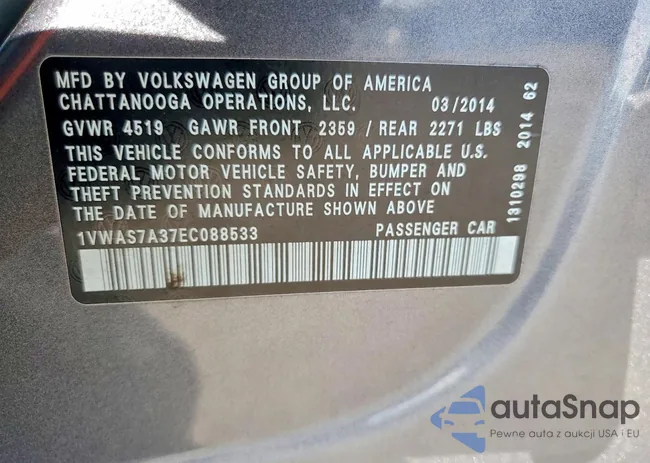 MFD BY VOLKSWAGEN GROUP OF AMERICA
CHATTANOOGA OPERATIONS, LLC. 03/2014
GVWR 4519 GAWR FRONT 2359 / REAR 2271 LBS
THIS VEHICLE CONFORMS TO ALL APPLICABLE U.S.
FEDERAL MOTOR VEHICLE SAFETY, BUMPER AND
THEFT PREVENTION STANDARDS IN EFFECT ON
THE DATE OF MANUFACTURE SHOWN ABOVE
1VWAS7A37EC088533 PASSENGER CAR
1310298 2014 62
autaSnap
Pewne auta z aukcji USA i EU